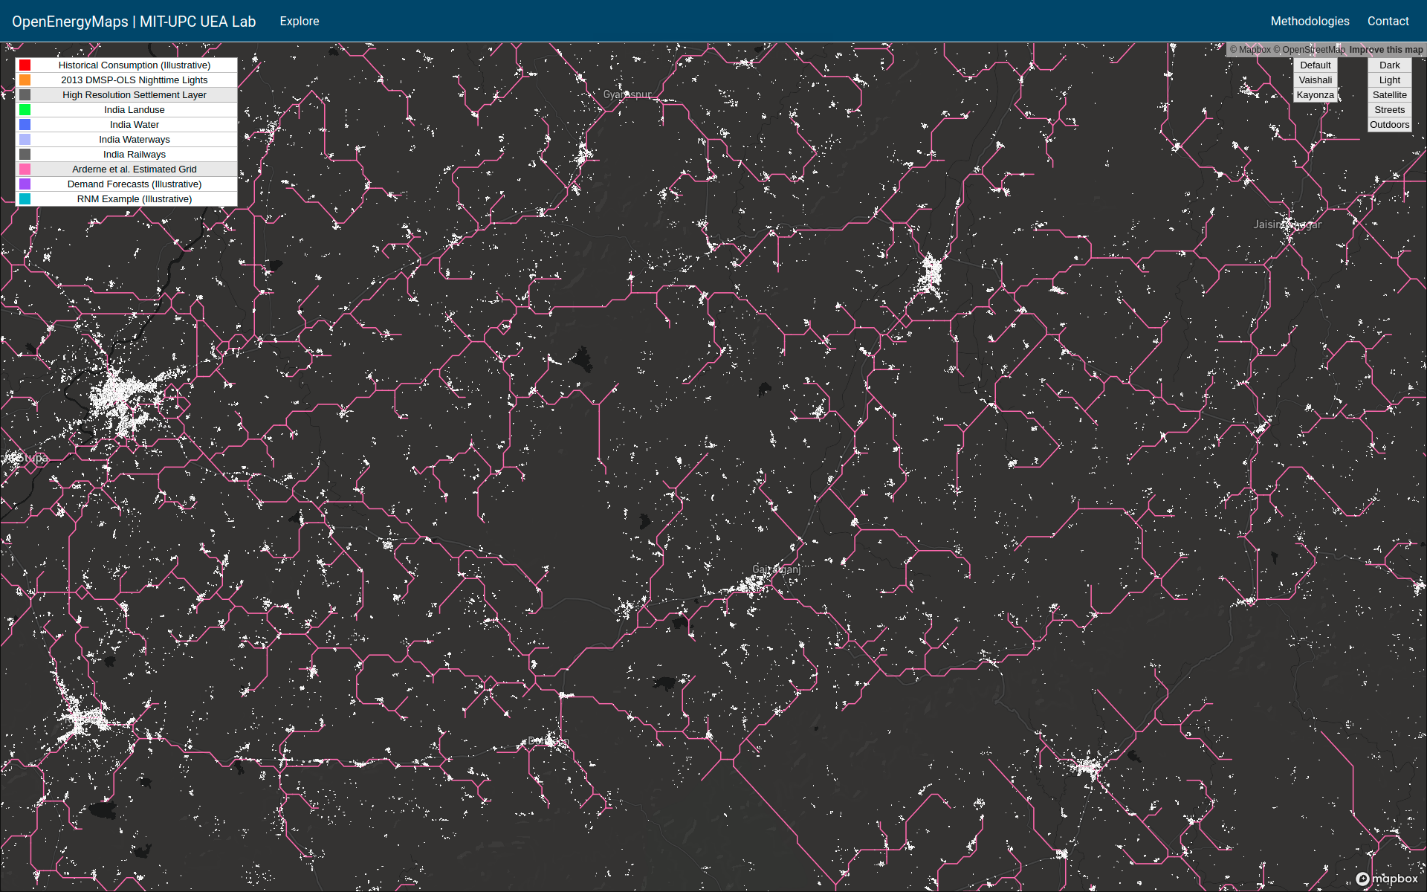 OpenEnergyMaps | MIT-UPC UEA Lab
Explore
Methodologies
Contact
© Mapbox © OpenStreetMap Improve this map
Historical Consumption (Illustrative)
2013 DMSP-OLS Nighttime Lights
High Resolution Settlement Layer
India Landuse
India Water
India Waterways
India Railways
Arderne et al. Estimated Grid
Demand Forecasts (Illustrative)
RNM Example (Illustrative)
Default
Vaishali
Kayonza
Dark
Light
Satellite
Streets
Outdoors
mapbox